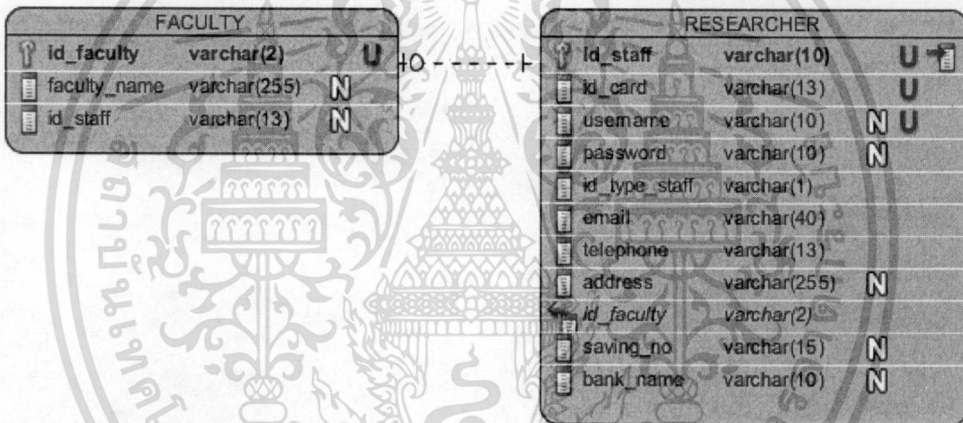 FACULTY
id_faculty varchar(2) U
faculty_name varchar(255) N
id_staff varchar(13) N
RESEARCHER
id_staff varchar(10) U
id_card varchar(13) U
username varchar(10) N U
password varchar(10) N
id_type_staff varchar(1)
email varchar(40)
telephone varchar(13)
address varchar(255) N
id_faculty varchar(2)
saving_no varchar(15) N
bank_name varchar(10) N